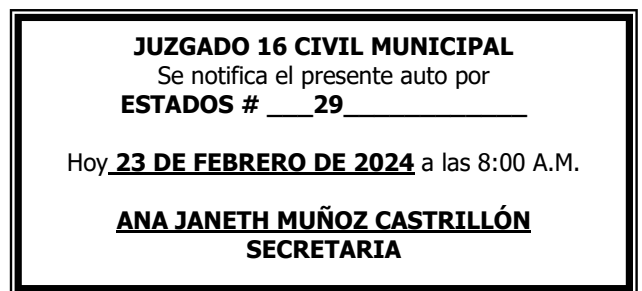 JUZGADO 16 CIVIL MUNICIPAL
Se notifica el presente auto por
ESTADOS # ___29____________
Hoy 23 DE FEBRERO DE 2024 a las 8:00 A.M.
ANA JANETH MUÑOZ CASTRILLÓN
SECRETARIA